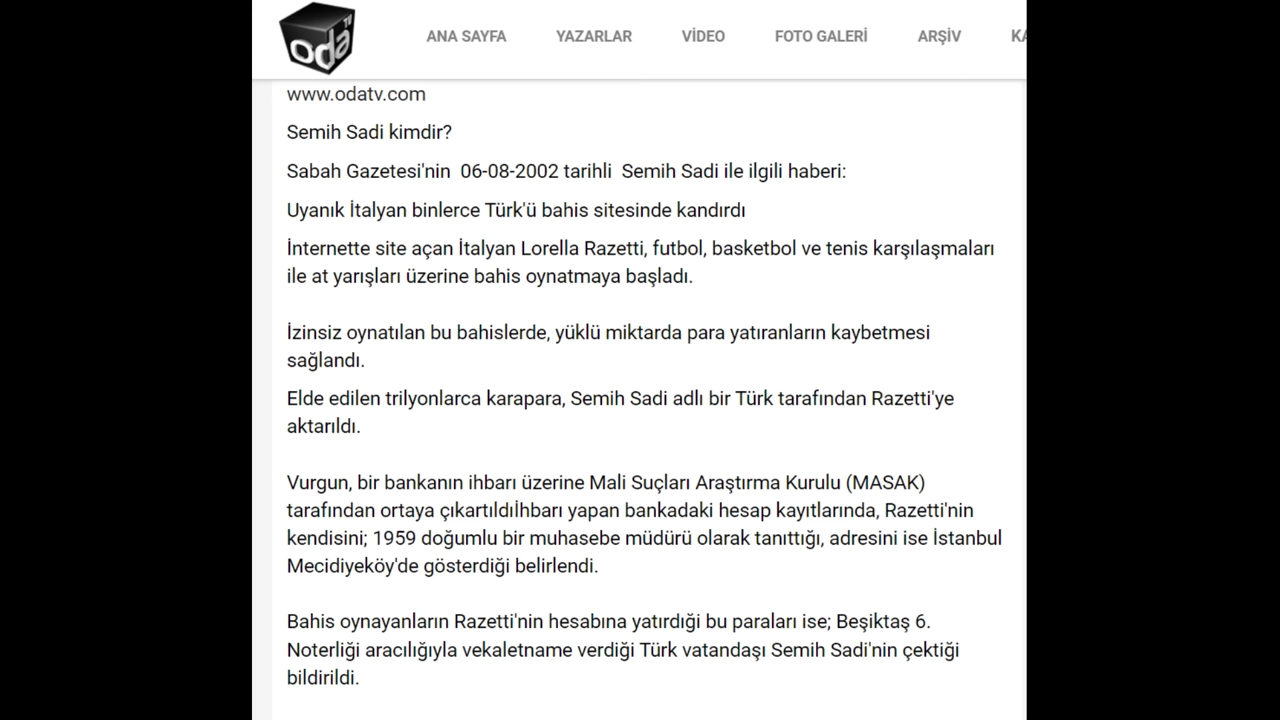 oda TV
ANA SAYFA YAZARLAR VİDEO FOTO GALERİ ARŞİV KA
www.odatv.com
Semih Sadi kimdir?
Sabah Gazetesi'nin 06-08-2002 tarihli Semih Sadi ile ilgili haberi:
Uyanık İtalyan binlerce Türk'ü bahis sitesinde kandırdı
İnternette site açan İtalyan Lorella Razetti, futbol, basketbol ve tenis karşılaşmaları
ile at yarışları üzerine bahis oynatmaya başladı.
İzinsiz oynatılan bu bahislerde, yüklü miktarda para yatıranların kaybetmesi
sağlandı.
Elde edilen trilyonlarca karapara, Semih Sadi adlı bir Türk tarafından Razetti'ye
aktarıldı.
Vurgun, bir bankanın ihbarı üzerine Mali Suçları Araştırma Kurulu (MASAK)
tarafından ortaya çıkartıldıİhbarı yapan bankadaki hesap kayıtlarında, Razetti'nin
kendisini; 1959 doğumlu bir muhasebe müdürü olarak tanıttığı, adresini ise İstanbul
Mecidiyeköy'de gösterdiği belirlendi.
Bahis oynayanların Razetti'nin hesabına yatırdıği bu paraları ise; Beşiktaş 6.
Noterliği aracılığıyla vekaletname verdiği Türk vatandaşı Semih Sadi'nin çektiği
bildirildi.